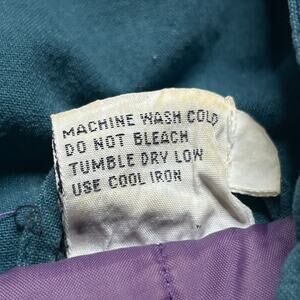 MACHINE WASH COLD
DO NOT BLEACH
TUMBLE DRY LOW
USE COOL IRON